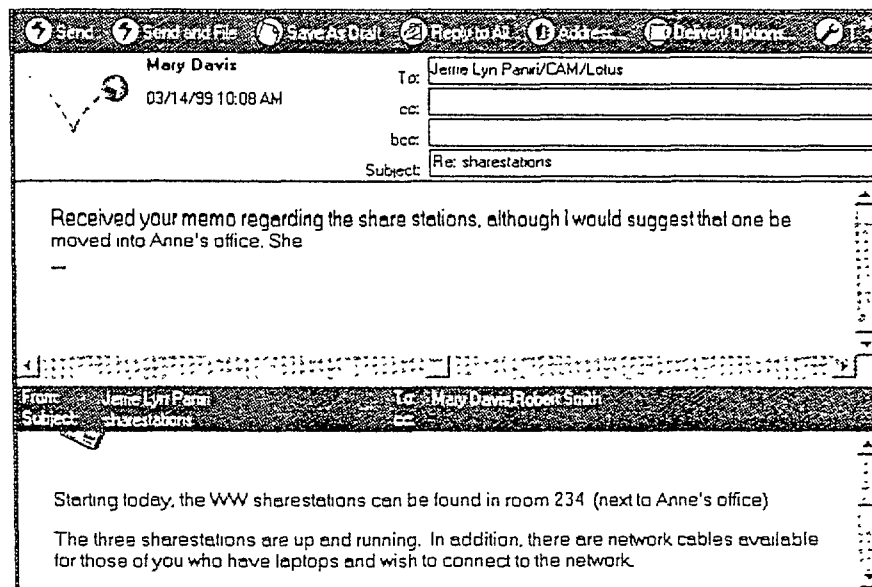 Send Send and File Save As Draft Reply to All... Address... Delivery Options... T
Mary Davis
03/14/99 10:08 AM
To: Jerrie Lyn Panri/CAM/Lotus
cc:
bcc:
Subject: Re: sharestations
Received your memo regarding the share stations, although I would suggest that one be
moved into Anne's office. She
From: Lyn To: Mary Davis, Robert Smith
Subject: sharestations cc:
Starting today, the WW sharestations can be found in room 234 (next to Anne's office)
The three sharestations are up and running. In addition, there are network cables available
for those of you who have laptops and wish to connect to the network.